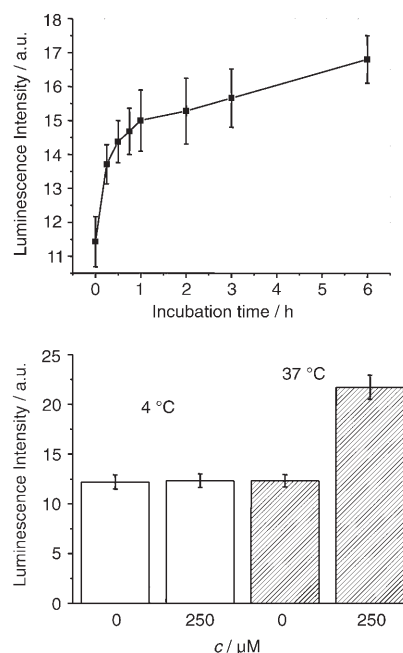 18
17
16
15
14
13
12
11
Luminescence Intensity / a.u.
0 1 2 3 4 5 6
Incubation time / h
25
20
15
10
5
0
Luminescence Intensity / a.u.
4 °C
37 °C
0 250 0 250
c / µM